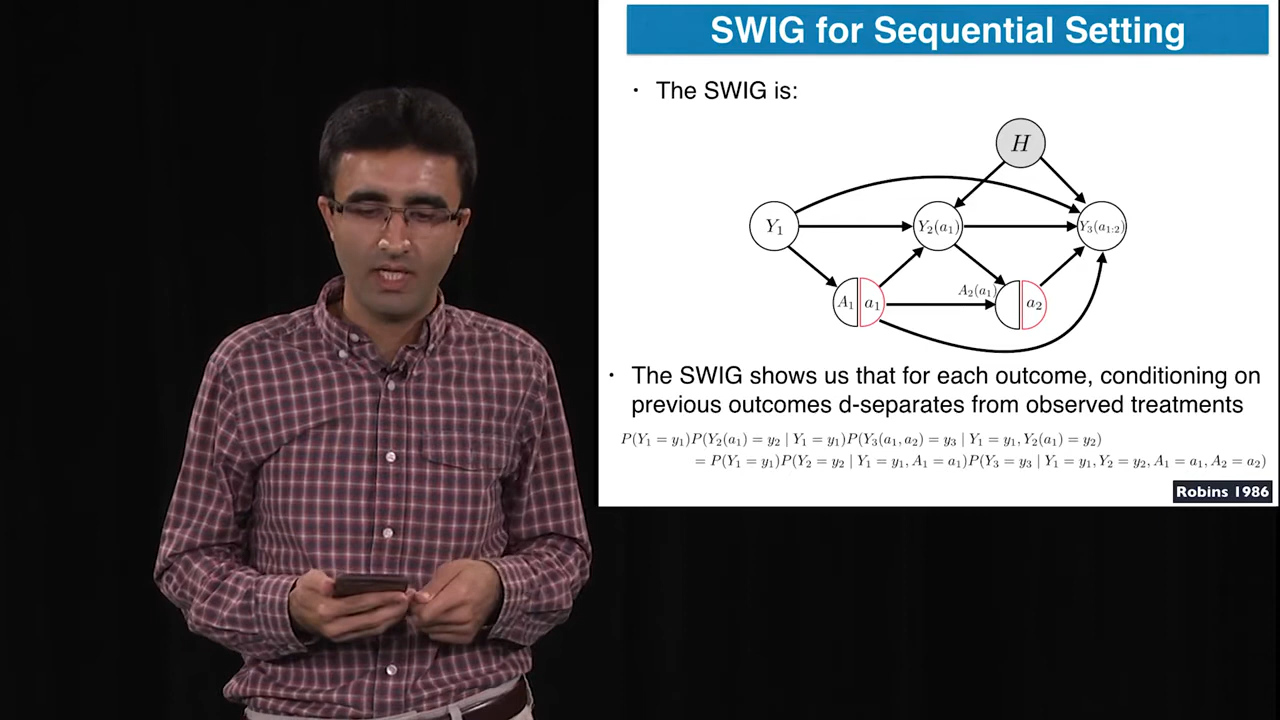 SWIG for Sequential Setting
• The SWIG is:
H
Y₁
Y₂(a₁)
Y₃(a₁:₂)
A₁ a₁
A₂(a₁)
a₂
• The SWIG shows us that for each outcome, conditioning on
previous outcomes d-separates from observed treatments
P(Y₁ = y₁)P(Y₂(a₁) = y₂ | Y₁ = y₁)P(Y₃(a₁, a₂) = y₃ | Y₁ = y₁, Y₂(a₁) = y₂)
= P(Y₁ = y₁)P(Y₂ = y₂ | Y₁ = y₁, A₁ = a₁)P(Y₃ = y₃ | Y₁ = y₁, Y₂ = y₂, A₁ = a₁, A₂ = a₂)
Robins 1986